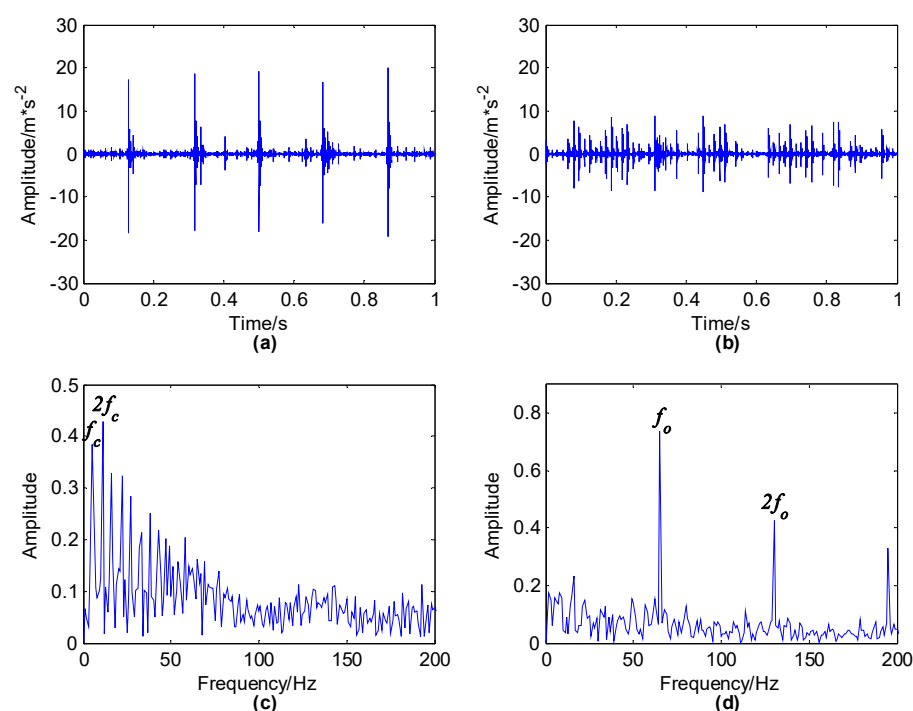 30
20
10
0
-10
-20
-30
Amplitude/m*s-2
0 0.2 0.4 0.6 0.8 1
Time/s
(a)
30
20
10
0
-10
-20
-30
Amplitude/m*s-2
0 0.2 0.4 0.6 0.8 1
Time/s
(b)
0.5
0.4
0.3
0.2
0.1
0
Amplitude
2fc
fc
0 50 100 150 200
Frequency/Hz
(c)
0.8
0.6
0.4
0.2
0
Amplitude
fo
2fo
0 50 100 150 200
Frequency/Hz
(d)